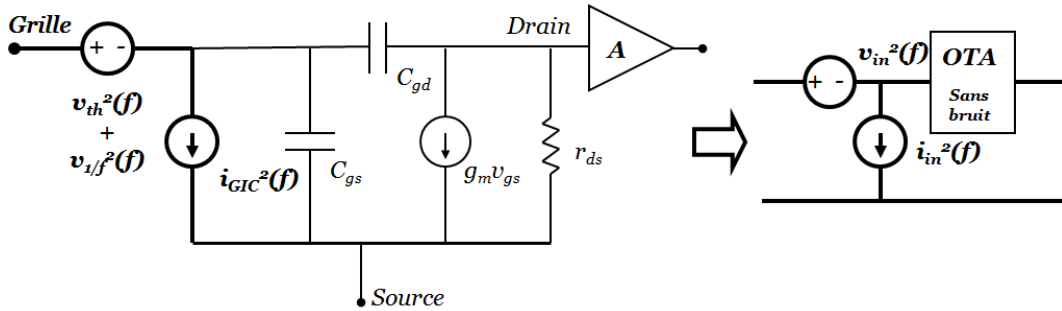 Grille
+ -
v_th²(f)
+
v_1/f²(f)
i_GIC²(f)
C_gs
C_gd
g_m v_gs
r_ds
Drain
A
Source
+ -
v_in²(f)
OTA
Sans
bruit
i_in²(f)